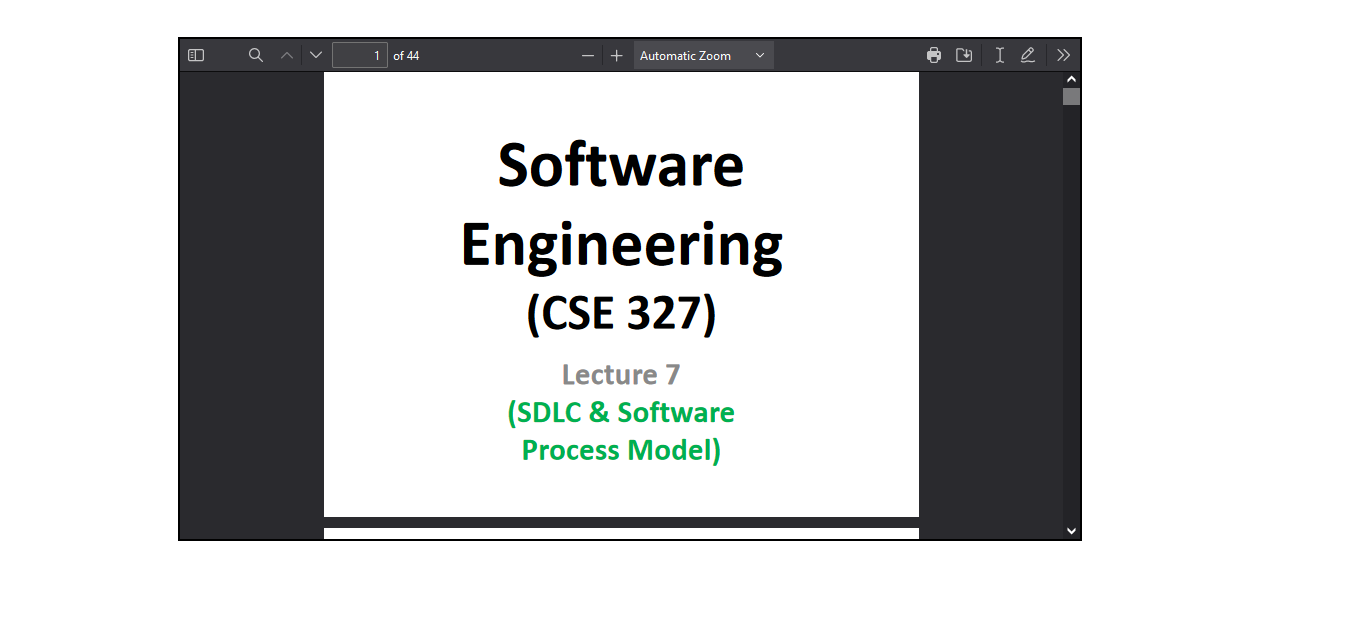 1 of 44 Automatic Zoom
Software
Engineering
(CSE 327)
Lecture 7
(SDLC & Software
Process Model)